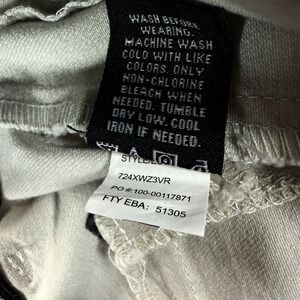 WASH BEFORE
WEARING.
MACHINE WASH
COLD WITH LIKE
COLORS. ONLY
NON-CHLORINE
BLEACH WHEN
NEEDED. TUMBLE
DRY LOW. COOL
IRON IF NEEDED.
STYLE
724XWZ3VR
PO #:100-00117871
FTY EBA: 51305